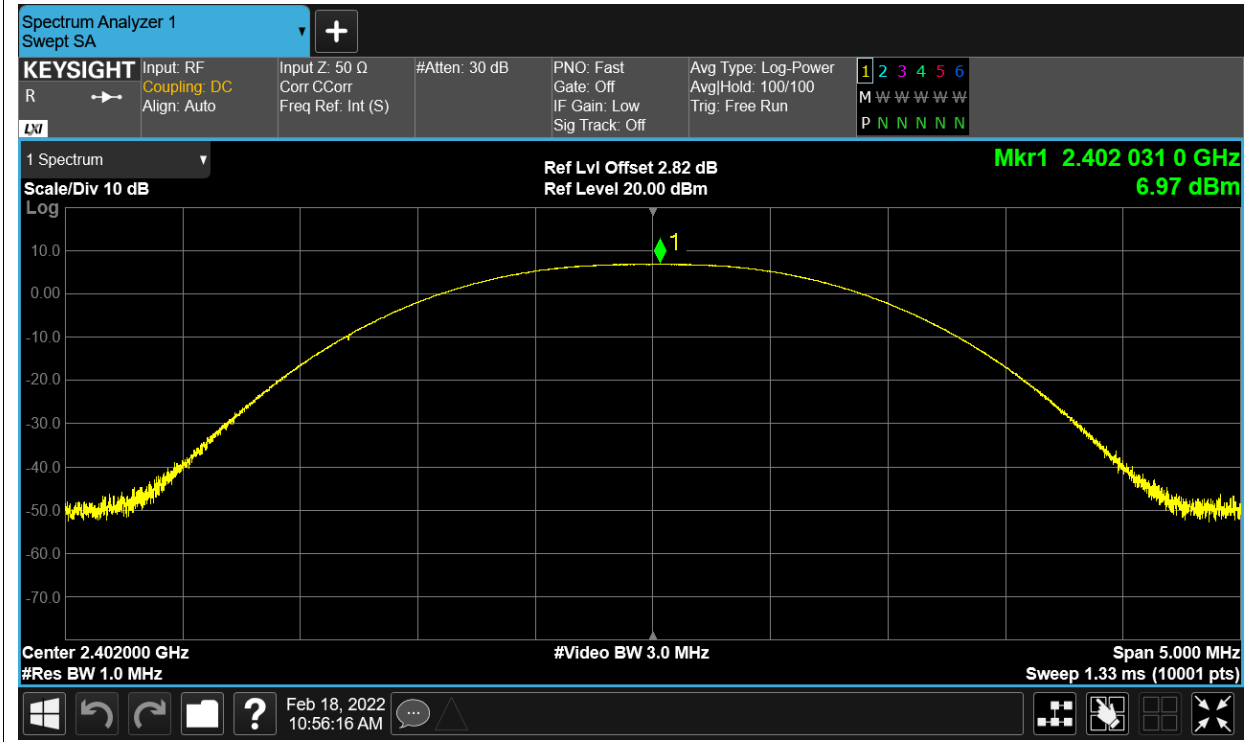 Spectrum Analyzer 1
Swept SA
KEYSIGHT
R
LXI
Input: RF
Coupling: DC
Align: Auto
Input Z: 50 Ω
Corr CCorr
Freq Ref: Int (S)
#Atten: 30 dB
PNO: Fast
Gate: Off
IF Gain: Low
Sig Track: Off
Avg Type: Log-Power
Avg|Hold: 100/100
Trig: Free Run
1 2 3 4 5 6
M W W W W W
P N N N N N
1 Spectrum
Scale/Div 10 dB
Log
Ref Lvl Offset 2.82 dB
Ref Level 20.00 dBm
Mkr1 2.402 031 0 GHz
6.97 dBm
1
10.0
0.00
-10.0
-20.0
-30.0
-40.0
-50.0
-60.0
-70.0
Center 2.402000 GHz
#Video BW 3.0 MHz
Span 5.000 MHz
#Res BW 1.0 MHz
Sweep 1.33 ms (10001 pts)
?
Feb 18, 2022
10:56:16 AM